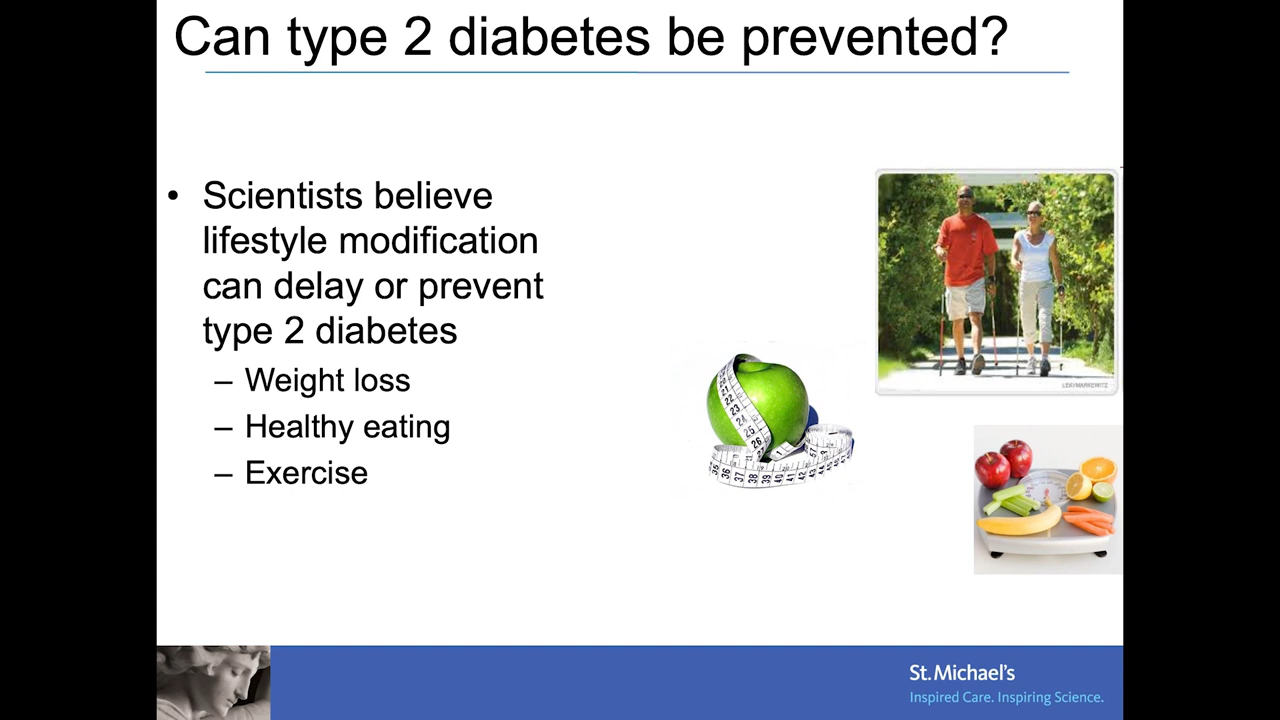 Can type 2 diabetes be prevented?
• Scientists believe
lifestyle modification
can delay or prevent
type 2 diabetes
– Weight loss
– Healthy eating
– Exercise
St. Michael's
Inspired Care. Inspiring Science.